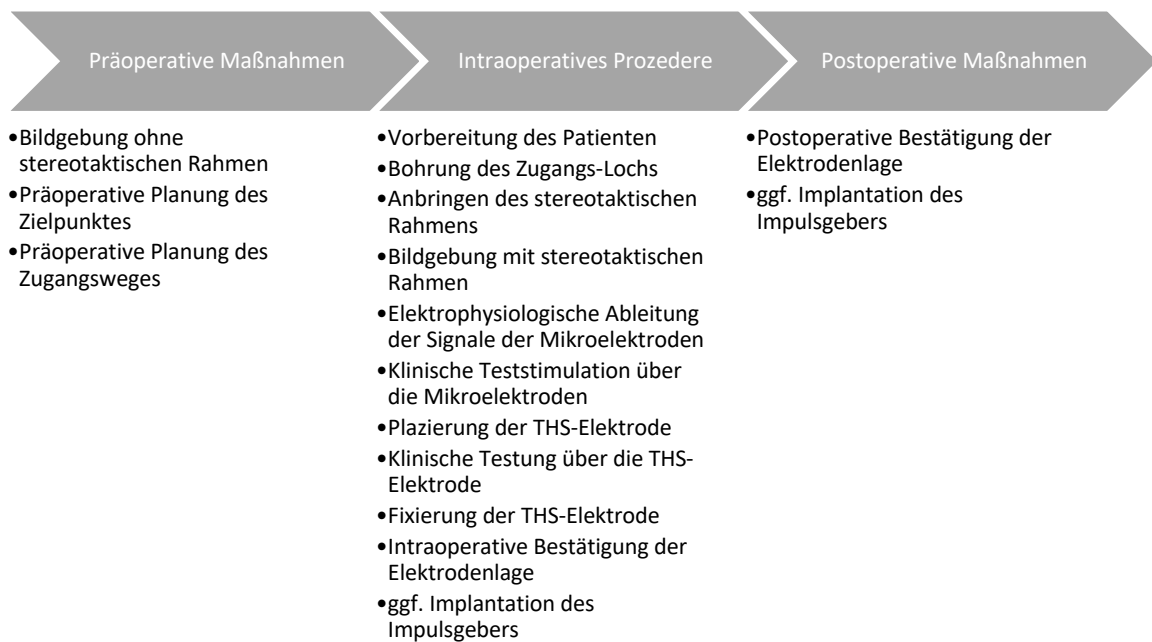 Präoperative Maßnahmen
Intraoperatives Prozedere
Postoperative Maßnahmen
•Bildgebung ohne
stereotaktischen Rahmen
•Präoperative Planung des
Zielpunktes
•Präoperative Planung des
Zugangsweges
•Vorbereitung des Patienten
•Bohrung des Zugangs-Lochs
•Anbringen des stereotaktischen
Rahmens
•Bildgebung mit stereotaktischen
Rahmen
•Elektrophysiologische Ableitung
der Signale der Mikroelektroden
•Klinische Teststimulation über
die Mikroelektroden
•Plazierung der THS-Elektrode
•Klinische Testung über die THS-
Elektrode
•Fixierung der THS-Elektrode
•Intraoperative Bestätigung der
Elektrodenlage
•ggf. Implantation des
Impulsgebers
•Postoperative Bestätigung der
Elektrodenlage
•ggf. Implantation des
Impulsgebers